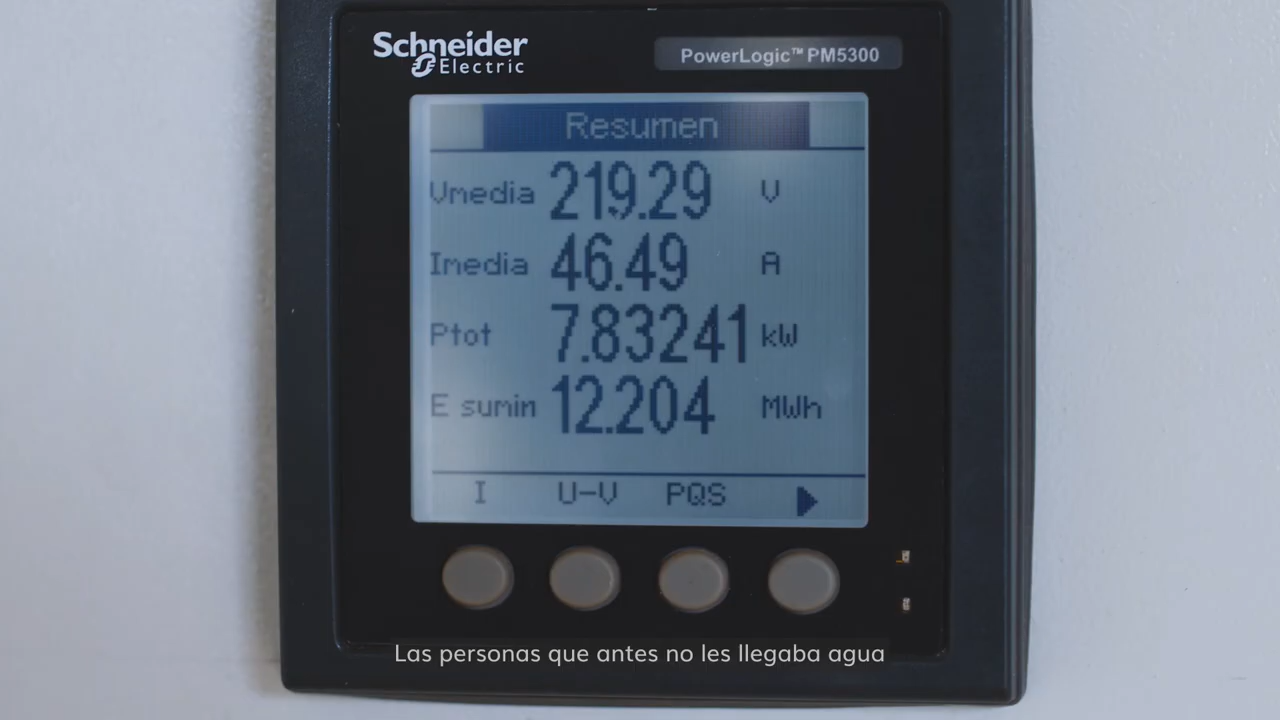 Schneider
Electric
PowerLogic™ PM5300
Resumen
Vmedia 219.29 V
Imedia 46.49 A
Ptot 7.83241 kW
E sumin 12.204 MWh
I U-V PQS
Las personas que antes no les llegaba agua